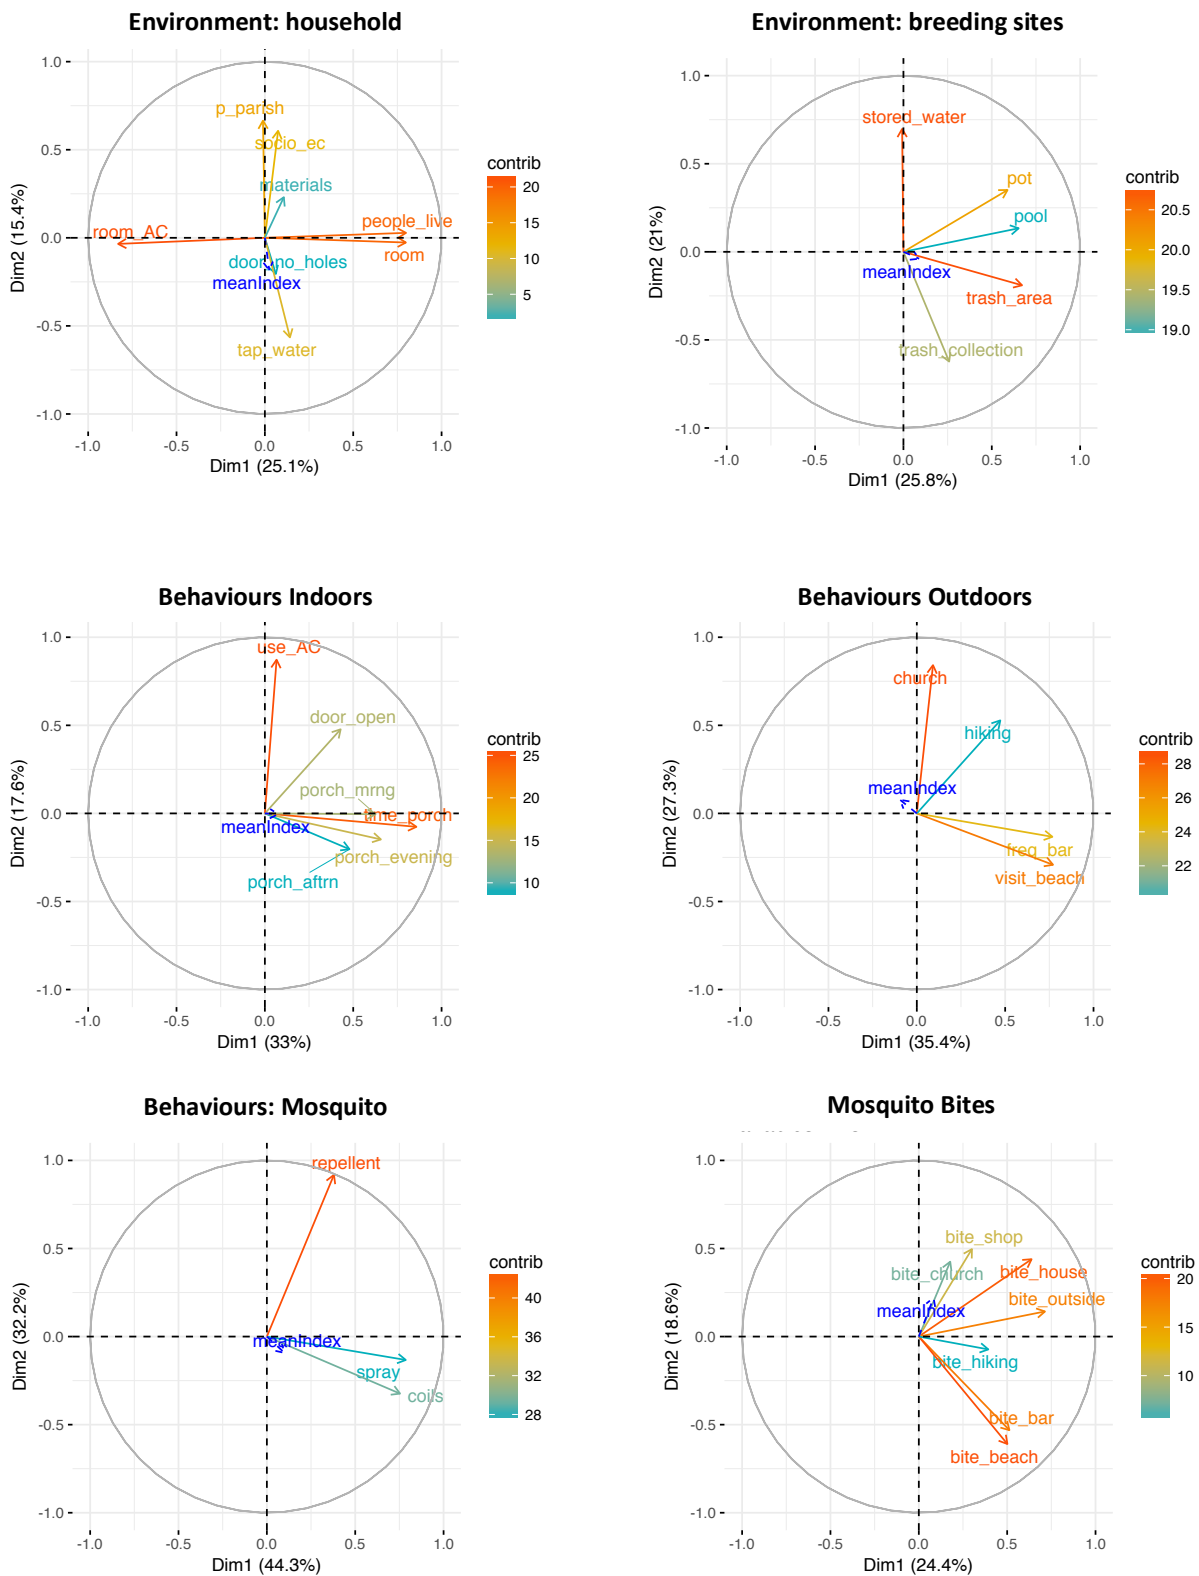 Environment: household
1.0
0.5
0.0
-0.5
-1.0
Dim2 (15.4%)
p_parish
socio_ec
materials
room_AC
people_live
room
door_no_holes
meanIndex
tap_water
-1.0 -0.5 0.0 0.5 1.0
Dim1 (25.1%)
contrib
20
15
10
5
Environment: breeding sites
1.0
0.5
0.0
-0.5
-1.0
Dim2 (21%)
stored_water
pot
pool
meanIndex
trash_area
trash_collection
-1.0 -0.5 0.0 0.5 1.0
Dim1 (25.8%)
contrib
20.5
20.0
19.5
19.0
Behaviours Indoors
1.0
0.5
0.0
-0.5
-1.0
Dim2 (17.6%)
use_AC
door_open
porch_mrng
time_porch
meanIndex
porch_evening
porch_aftrn
-1.0 -0.5 0.0 0.5 1.0
Dim1 (33%)
contrib
25
20
15
10
Behaviours Outdoors
1.0
0.5
0.0
-0.5
-1.0
Dim2 (27.3%)
church
hiking
meanIndex
freq_bar
visit_beach
-1.0 -0.5 0.0 0.5 1.0
Dim1 (35.4%)
contrib
28
26
24
22
Behaviours: Mosquito
1.0
0.5
0.0
-0.5
-1.0
Dim2 (32.2%)
repellent
meanIndex
spray
coils
-1.0 -0.5 0.0 0.5 1.0
Dim1 (44.3%)
contrib
40
36
32
28
Mosquito Bites
1.0
0.5
0.0
-0.5
-1.0
Dim2 (18.6%)
bite_shop
bite_church
bite_house
bite_outside
meanIndex
bite_hiking
bite_bar
bite_beach
-1.0 -0.5 0.0 0.5 1.0
Dim1 (24.4%)
contrib
20
15
10